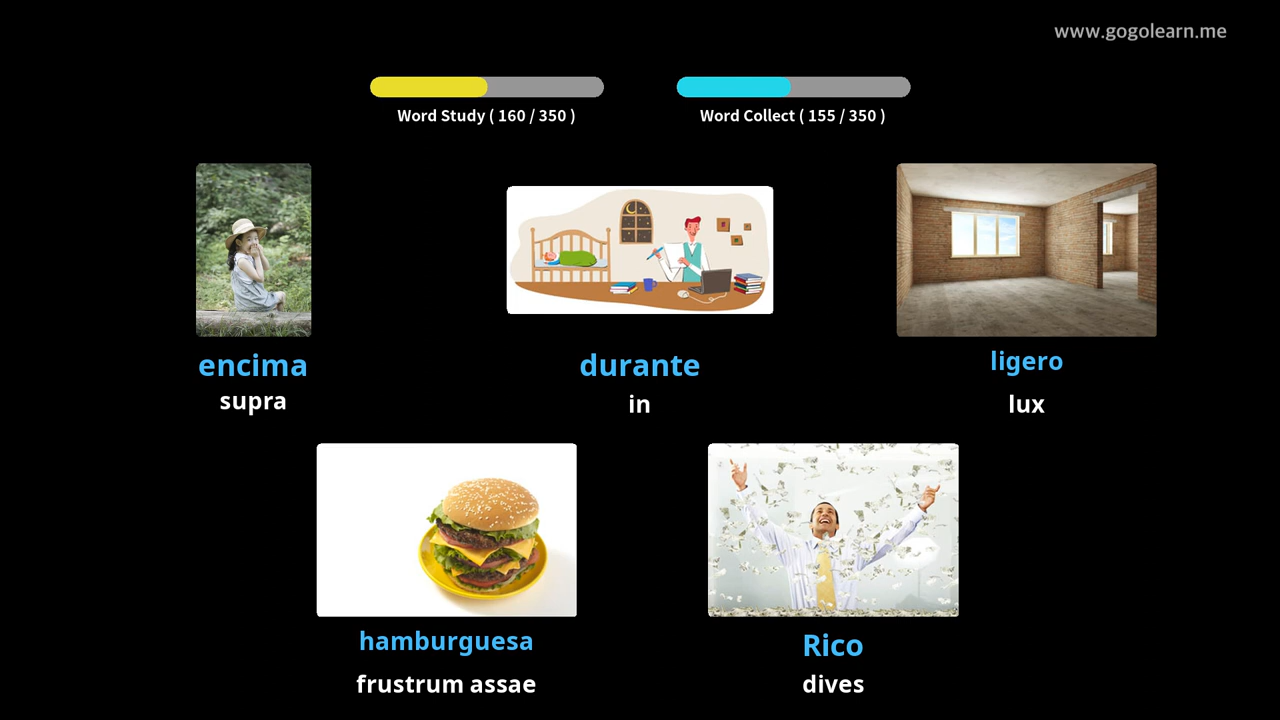 www.gogolearn.me
Word Study ( 160 / 350 )
Word Collect ( 155 / 350 )
encima
supra
durante
in
ligero
lux
hamburguesa
frustrum assae
Rico
dives